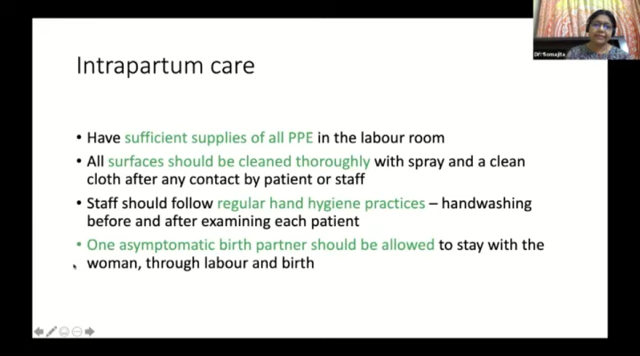 Dr Somajita
Intrapartum care
• Have sufficient supplies of all PPE in the labour room
• All surfaces should be cleaned thoroughly with spray and a clean
cloth after any contact by patient or staff
• Staff should follow regular hand hygiene practices – handwashing
before and after examining each patient
• One asymptomatic birth partner should be allowed to stay with the
woman, through labour and birth